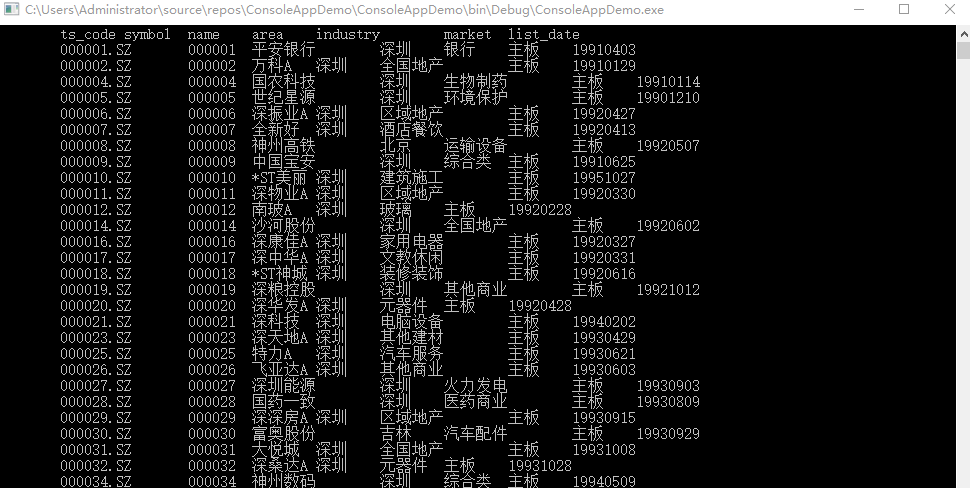 C:\Users\Administrator\source\repos\ConsoleAppDemo\ConsoleAppDemo\bin\Debug\ConsoleAppDemo.exe
ts_code symbol name area industry market list_date
000001.SZ 000001 平安银行 深圳 银行 主板 19910403
000002.SZ 000002 万科A 深圳 全国地产 主板 19910129
000004.SZ 000004 国农科技 深圳 生物制药 主板 19910114
000005.SZ 000005 世纪星源 深圳 环境保护 主板 19901210
000006.SZ 000006 深振业A 深圳 区域地产 主板 19920427
000007.SZ 000007 全新好 深圳 酒店餐饮 主板 19920413
000008.SZ 000008 神州高铁 北京 运输设备 主板 19920507
000009.SZ 000009 中国宝安 深圳 综合类 主板 19910625
000010.SZ 000010 *ST美丽 深圳 建筑施工 主板 19951027
000011.SZ 000011 深物业A 深圳 区域地产 主板 19920330
000012.SZ 000012 南玻A 深圳 玻璃 主板 19920228
000014.SZ 000014 沙河股份 深圳 全国地产 主板 19920602
000016.SZ 000016 深康佳A 深圳 家用电器 主板 19920327
000017.SZ 000017 深中华A 深圳 文教休闲 主板 19920331
000018.SZ 000018 *ST神城 深圳 装修装饰 主板 19920616
000019.SZ 000019 深粮控股 深圳 其他商业 主板 19921012
000020.SZ 000020 深华发A 深圳 元器件 主板 19920428
000021.SZ 000021 深科技 深圳 电脑设备 主板 19940202
000023.SZ 000023 深天地A 深圳 其他建材 主板 19930429
000025.SZ 000025 特力A 深圳 汽车服务 主板 19930621
000026.SZ 000026 飞亚达A 深圳 其他商业 主板 19930603
000027.SZ 000027 深圳能源 深圳 火力发电 主板 19930903
000028.SZ 000028 国药一致 深圳 医药商业 主板 19930809
000029.SZ 000029 深深房A 深圳 区域地产 主板 19930915
000030.SZ 000030 富奥股份 吉林 汽车配件 主板 19930929
000031.SZ 000031 大悦城 深圳 全国地产 主板 19931008
000032.SZ 000032 深桑达A 深圳 元器件 主板 19931028
000034.SZ 000034 神州数码 深圳 综合类 主板 19940509